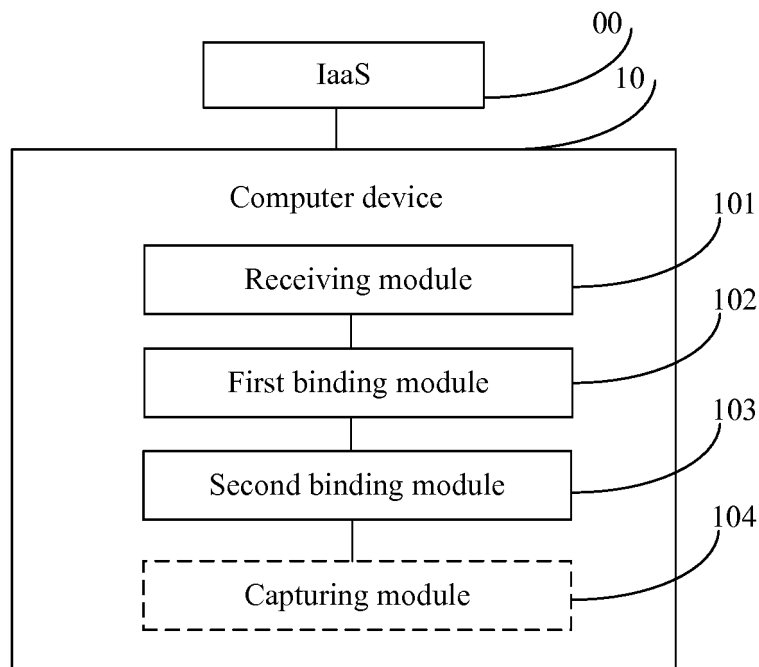 00
IaaS
10
Computer device
101
Receiving module
102
First binding module
103
Second binding module
104
Capturing module